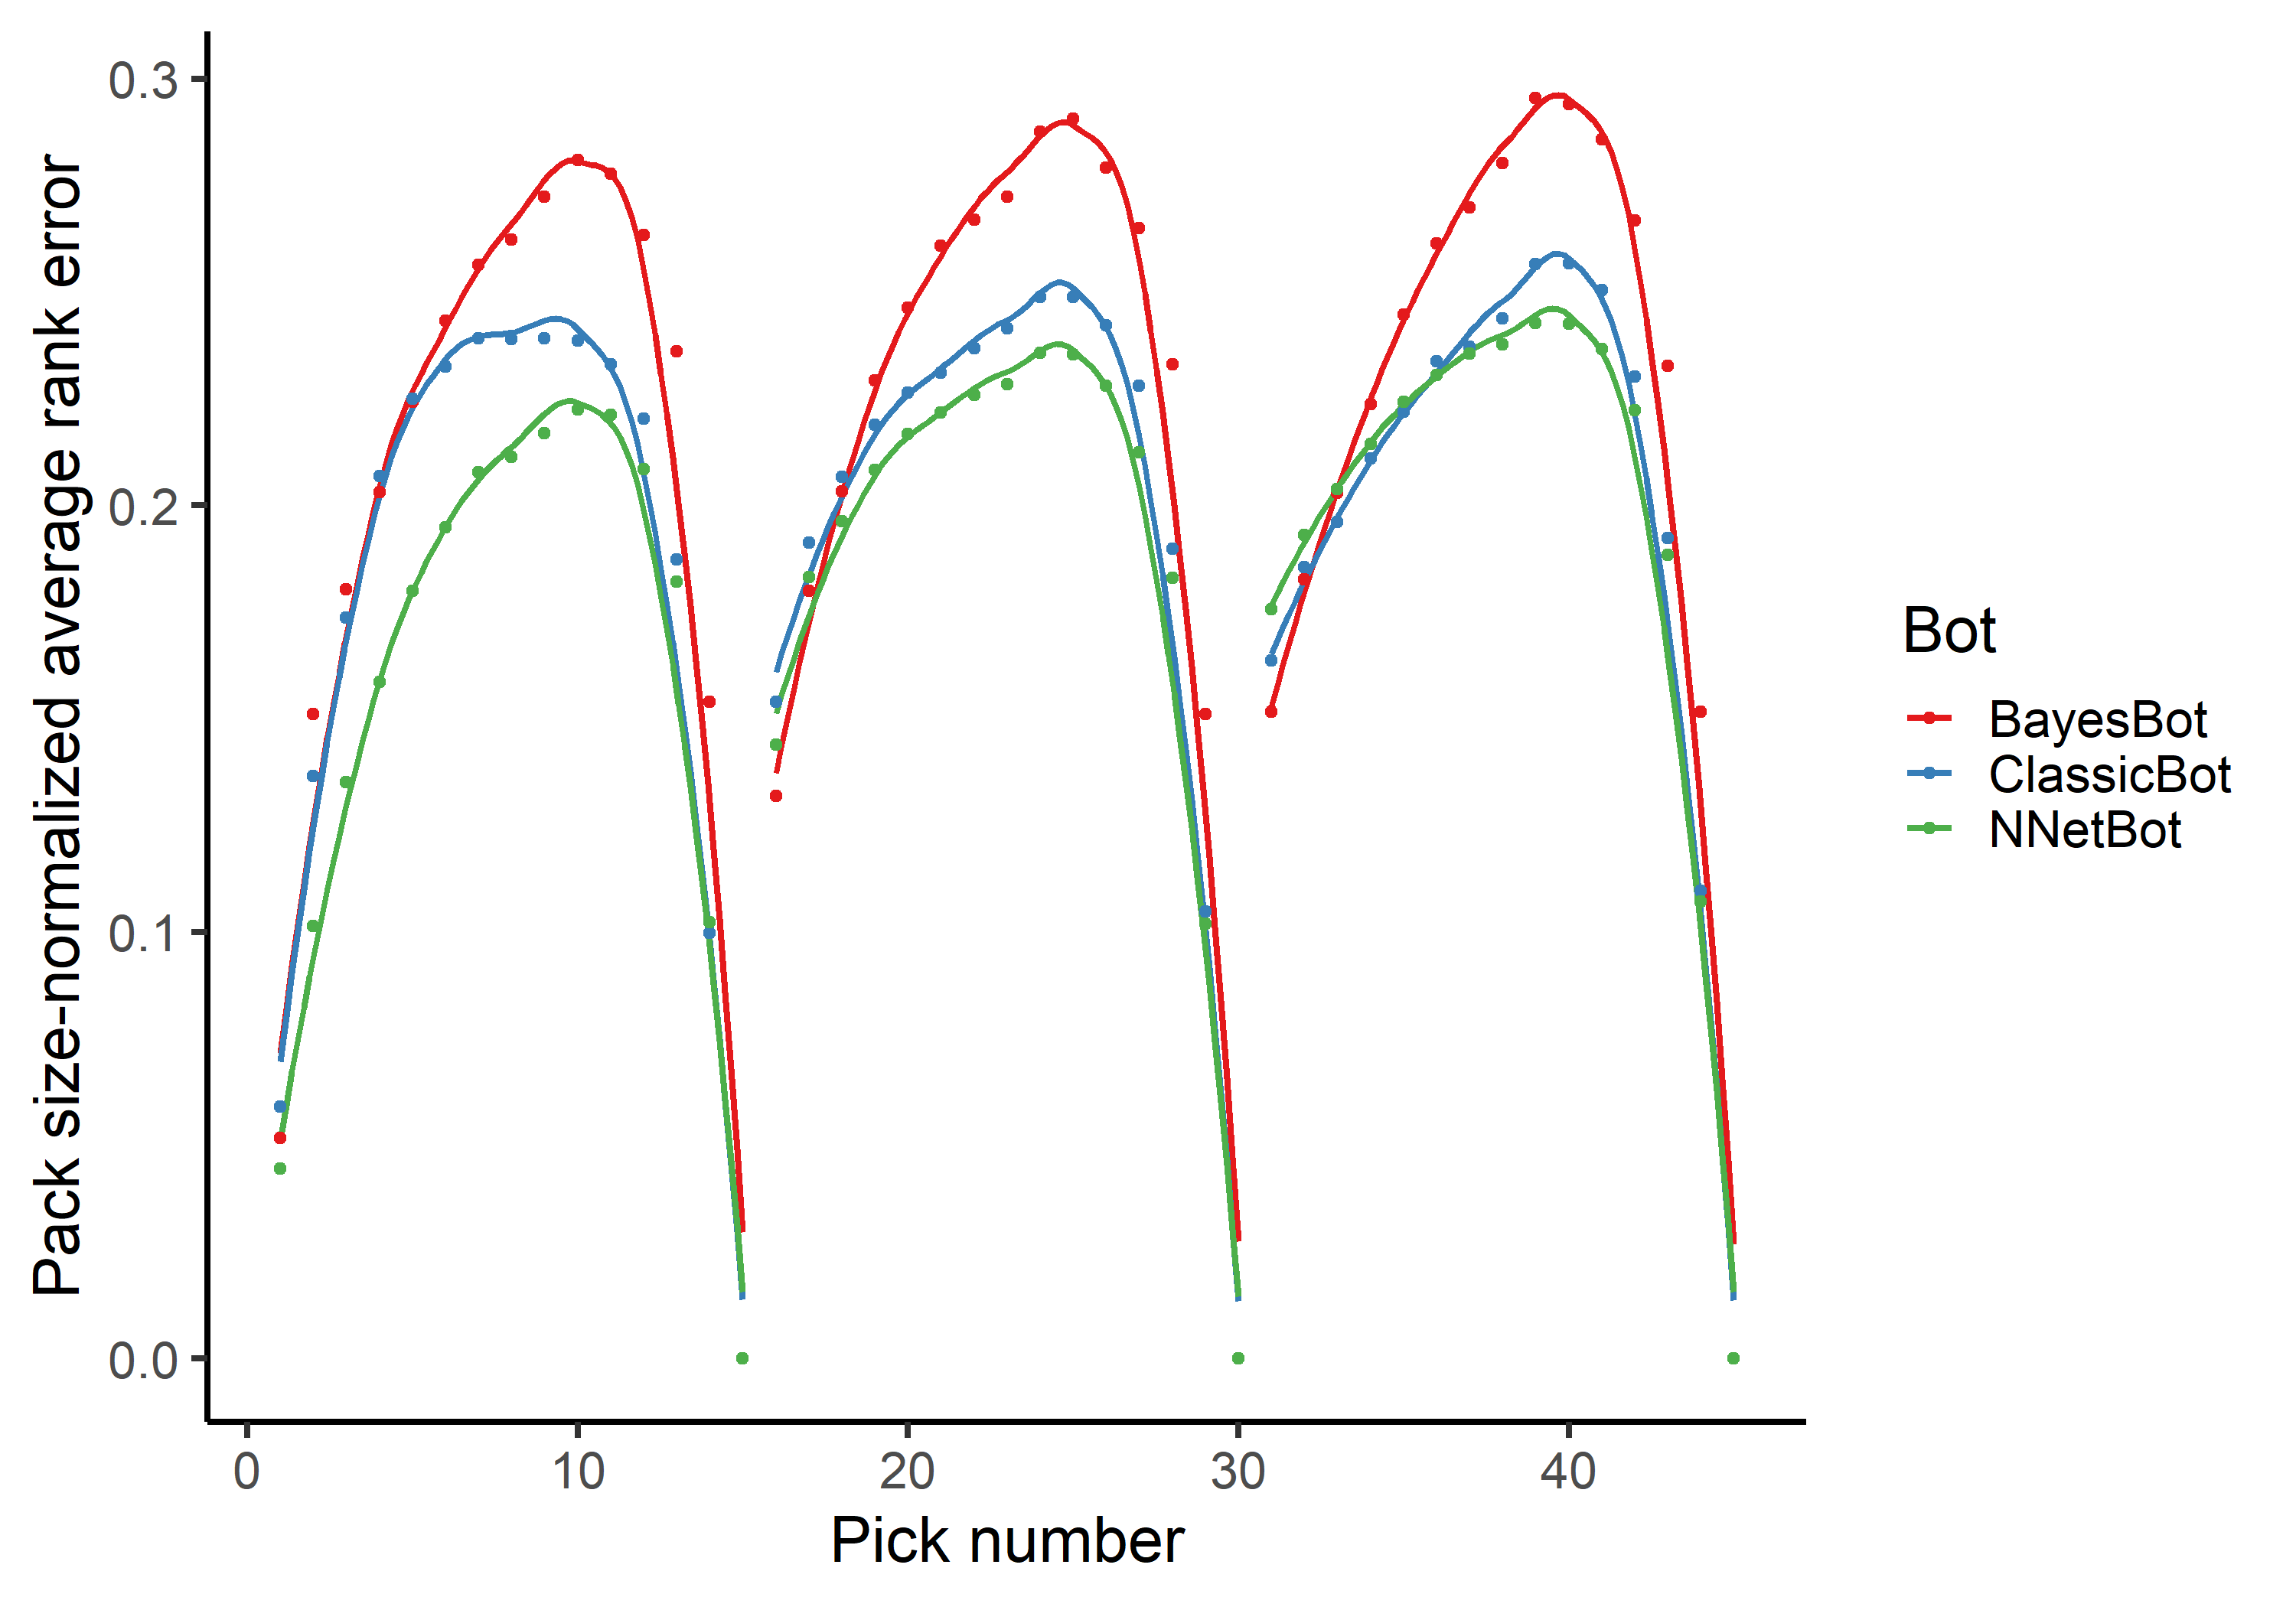 Pack size-normalized average rank error
0.3
0.2
0.1
0.0
0 10 20 30 40
Pick number
Bot
BayesBot
ClassicBot
NNetBot